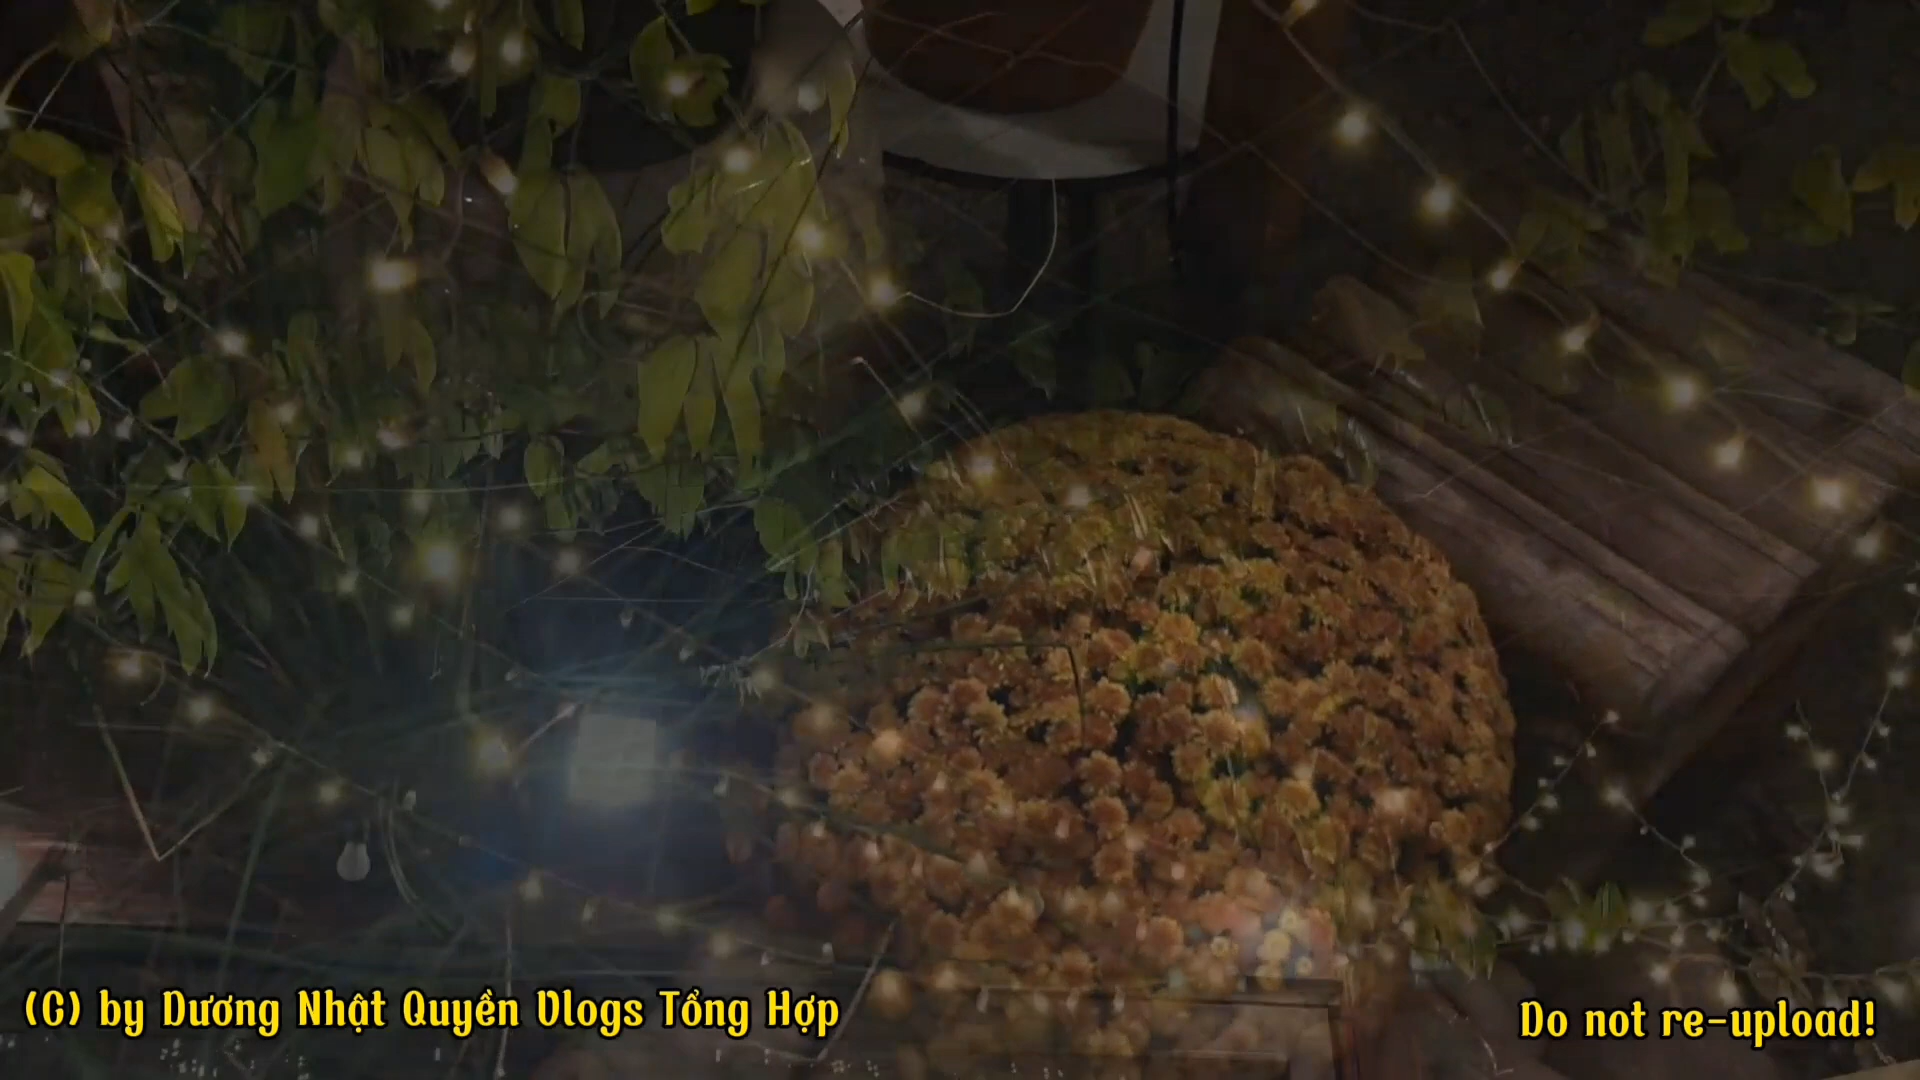 (C) by Dương Nhật Quyền Vlogs Tổng Hợp
Do not re-upload!